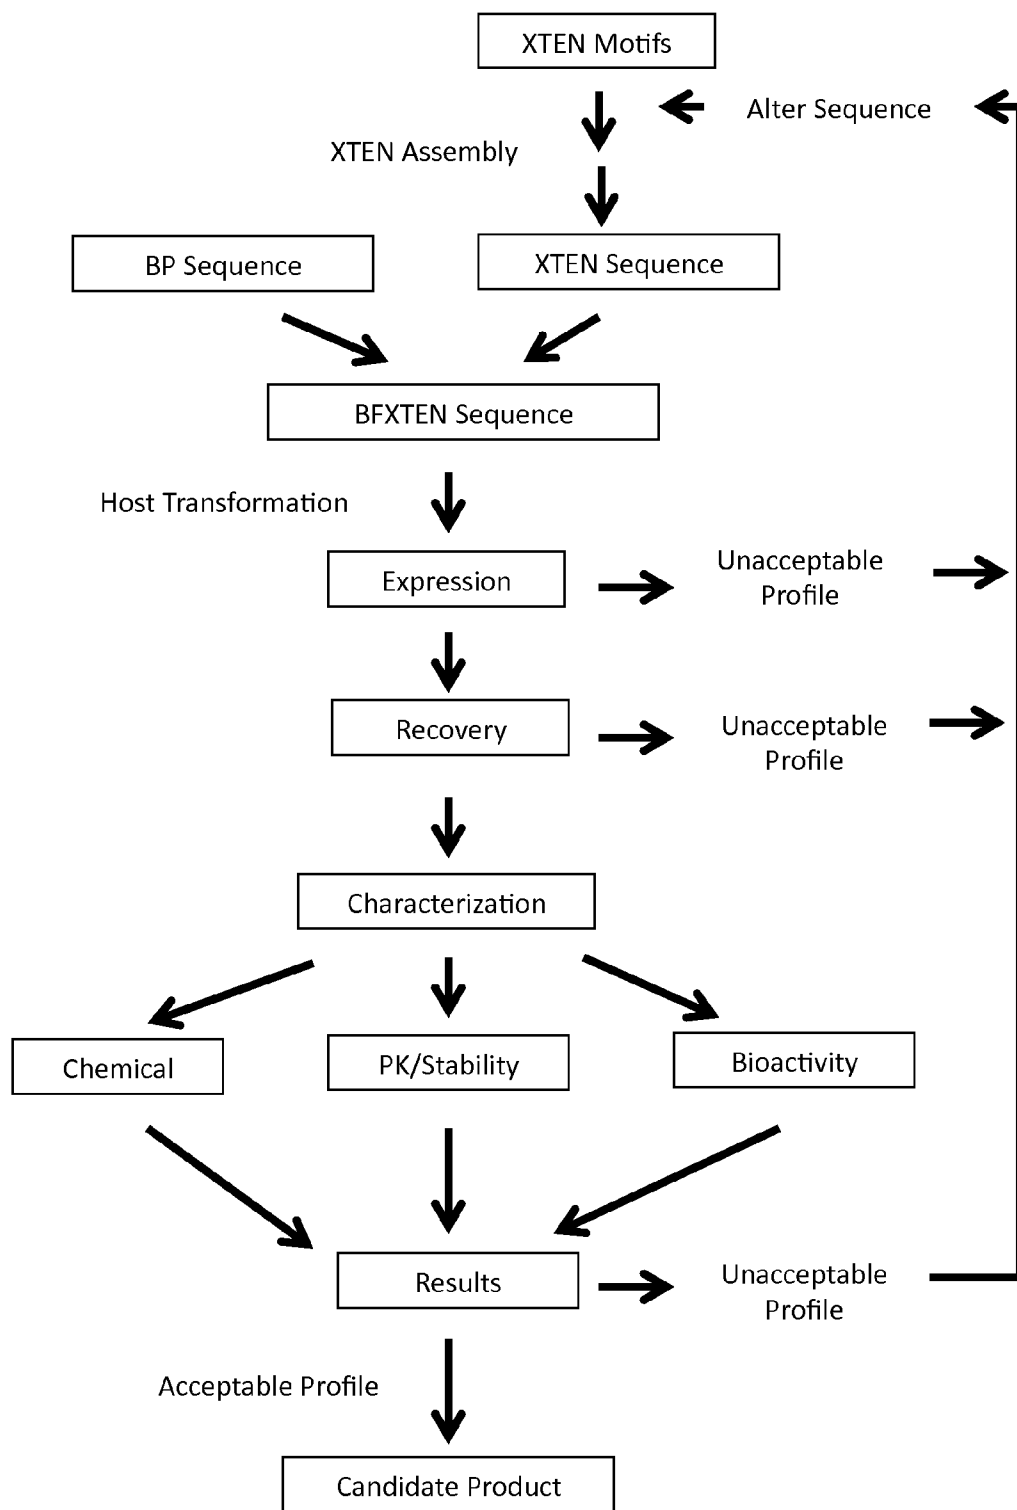 XTEN Motifs
Alter Sequence
XTEN Assembly
BP Sequence
XTEN Sequence
BFXTEN Sequence
Host Transformation
Expression
Unacceptable
Profile
Recovery
Unacceptable
Profile
Characterization
Chemical
PK/Stability
Bioactivity
Results
Unacceptable
Profile
Acceptable Profile
Candidate Product